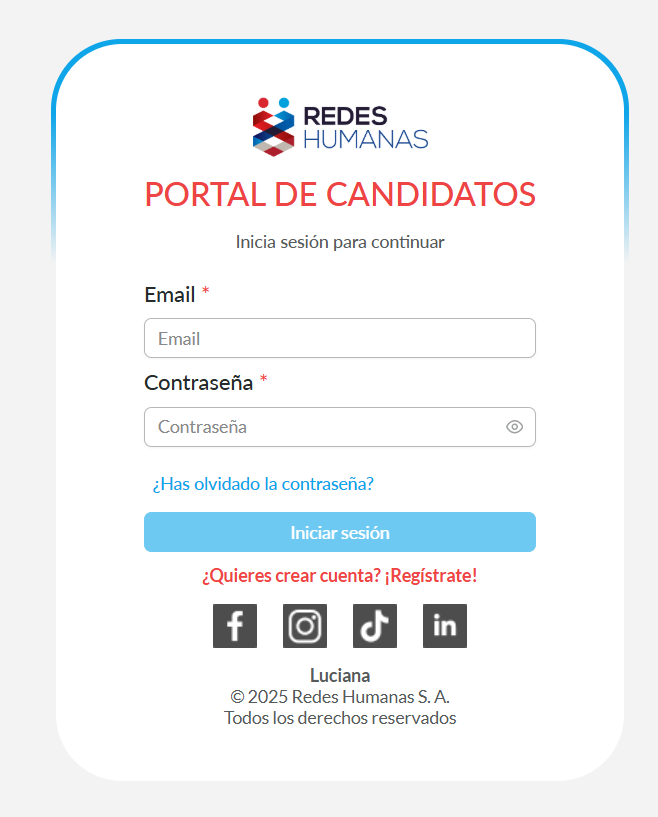 REDES
HUMANAS
PORTAL DE CANDIDATOS
Inicia sesión para continuar
Email *
Email
Contraseña *
Contraseña
¿Has olvidado la contraseña?
Iniciar sesión
¿Quieres crear cuenta? ¡Regístrate!
in
Luciana
© 2025 Redes Humanas S. A.
Todos los derechos reservados